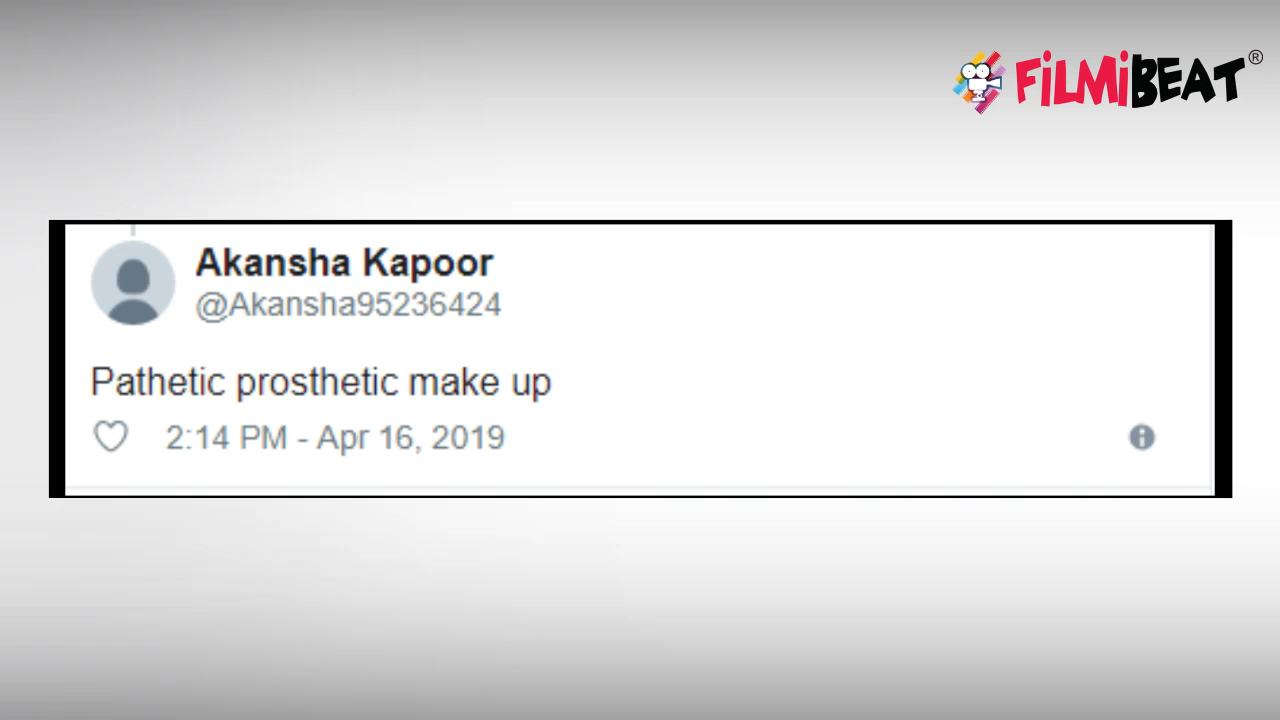 FiLMiBEAT®
Akansha Kapoor
@Akansha95236424
Pathetic prosthetic make up
2:14 PM - Apr 16, 2019